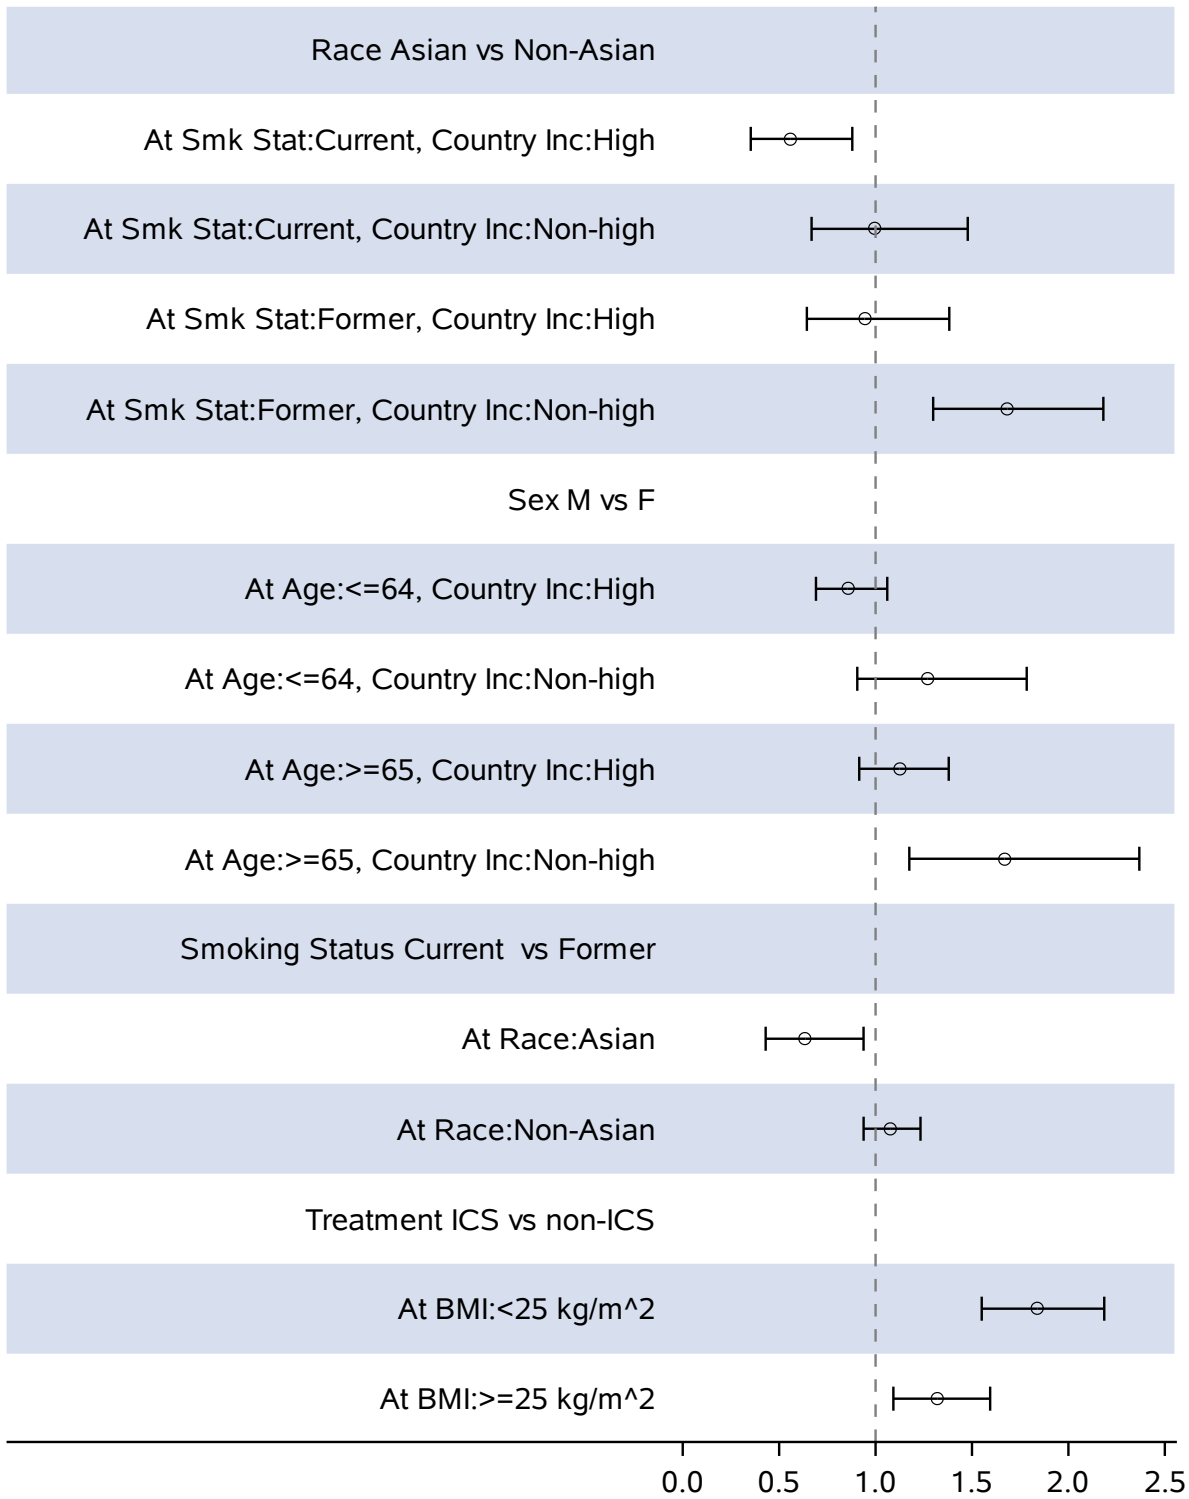 Race Asian vs Non-Asian
At Smk Stat:Current, Country Inc:High
At Smk Stat:Current, Country Inc:Non-high
At Smk Stat:Former, Country Inc:High
At Smk Stat:Former, Country Inc:Non-high
Sex M vs F
At Age:<=64, Country Inc:High
At Age:<=64, Country Inc:Non-high
At Age:>=65, Country Inc:High
At Age:>=65, Country Inc:Non-high
Smoking Status Current  vs Former
At Race:Asian
At Race:Non-Asian
Treatment ICS vs non-ICS
At BMI:<25 kg/m^2
At BMI:>=25 kg/m^2
0.0 0.5 1.0 1.5 2.0 2.5